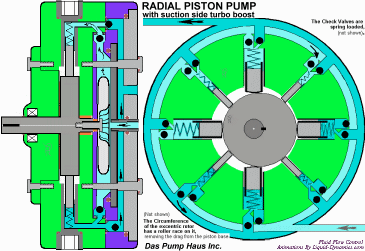 RADIAL PISTON PUMP
with suction side turbo boost
The Check Valves are
spring loaded,
(not shown).
(Not shown)
The Circumference
of the excentric rotor
has a roller race on it,
removing the drag from the piston base
Das Pump Haus Inc.
Fluid Flow Control
Animations By Liquid-Dynamics.com